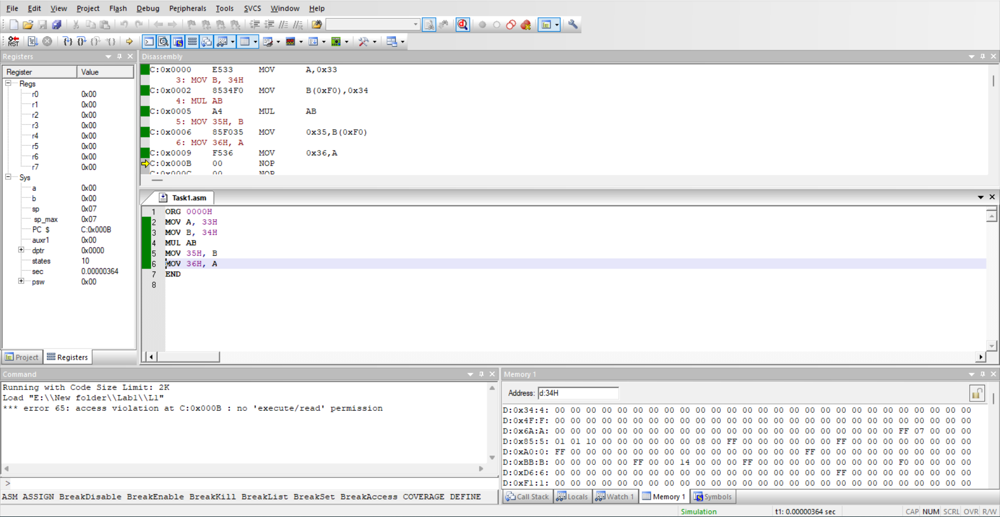 File Edit View Project Flash Debug Peripherals Tools SVCS Window Help
RST
Registers
Register Value
Regs
r0 0x00
r1 0x00
r2 0x00
r3 0x00
r4 0x00
r5 0x00
r6 0x00
r7 0x00
Sys
a 0x00
b 0x00
sp 0x07
sp_max 0x07
PC $ C:0x000B
auxr1 0x00
dptr 0x0000
states 10
sec 0.00000364
psw 0x00
Project Registers
Disassembly
C:0x0000 E533 MOV A,0x33
3: MOV B, 34H
C:0x0002 8534F0 MOV B(0xF0),0x34
4: MUL AB
C:0x0005 A4 MUL AB
5: MOV 35H, B
C:0x0006 85F035 MOV 0x35,B(0xF0)
6: MOV 36H, A
C:0x0009 F536 MOV 0x36,A
C:0x000B 00 NOP
C:0x000C 00 NOP
Task1.asm
1 ORG 0000H
2 MOV A, 33H
3 MOV B, 34H
4 MUL AB
5 MOV 35H, B
6 MOV 36H, A
7 END
8
Command
Running with Code Size Limit: 2K
Load "E:\\New folder\\Lab1\\L1"
*** error 65: access violation at C:0x000B : no 'execute/read' permission
>
ASM ASSIGN BreakDisable BreakEnable BreakKill BreakList BreakSet BreakAccess COVERAGE DEFINE
Memory 1
Address: d:34H
D:0x34:4: 00 00 00 00 00 00 00 00 00 00 00 00 00 00 00 00 00 00 00 00 00 00 00 00 00 00 00
D:0x4F:F: 00 00 00 00 00 00 00 00 00 00 00 00 00 00 00 00 00 00 00 00 00 00 00 00 00 00 00
D:0x6A:A: 00 00 00 00 00 00 00 00 00 00 00 00 00 00 00 00 00 00 00 00 00 00 FF 07 00 00 00
D:0x85:5: 01 01 10 00 00 00 00 00 00 08 00 FF 00 00 00 00 00 00 FF 00 00 00 00 00 00 00 00
D:0xA0:0: FF 00 00 00 00 00 00 00 00 00 00 00 00 00 00 00 FF 00 00 00 00 00 00 00 00 00 00
D:0xBB:B: 00 00 00 00 00 FF 00 00 14 00 00 00 FF 00 00 00 00 00 00 00 00 00 F0 00 00 00 00
D:0xD6:6: 00 00 00 00 00 00 00 00 00 00 00 00 00 00 00 00 00 00 FF 00 00 00 00 00 00 00 00
D:0xF1:1: 00 00 00 00 00 00 00 00 00 00 00 00 00 00 00 00 00 00 00 00 00 00 00 00 00 00 00
Call Stack Locals Watch 1 Memory 1 Symbols
Simulation t1: 0.00000364 sec CAP NUM SCRL OVR R/W